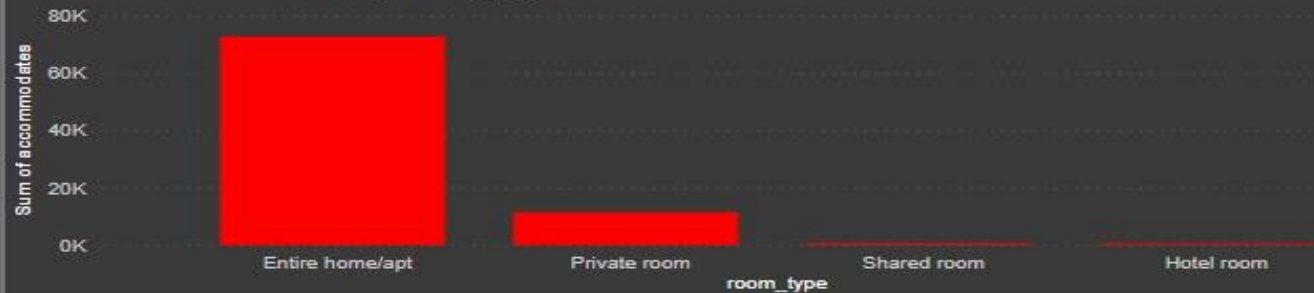 80K
60K
40K
20K
0K
Sum of accommodates
Entire home/apt
Private room
Shared room
Hotel room
room_type